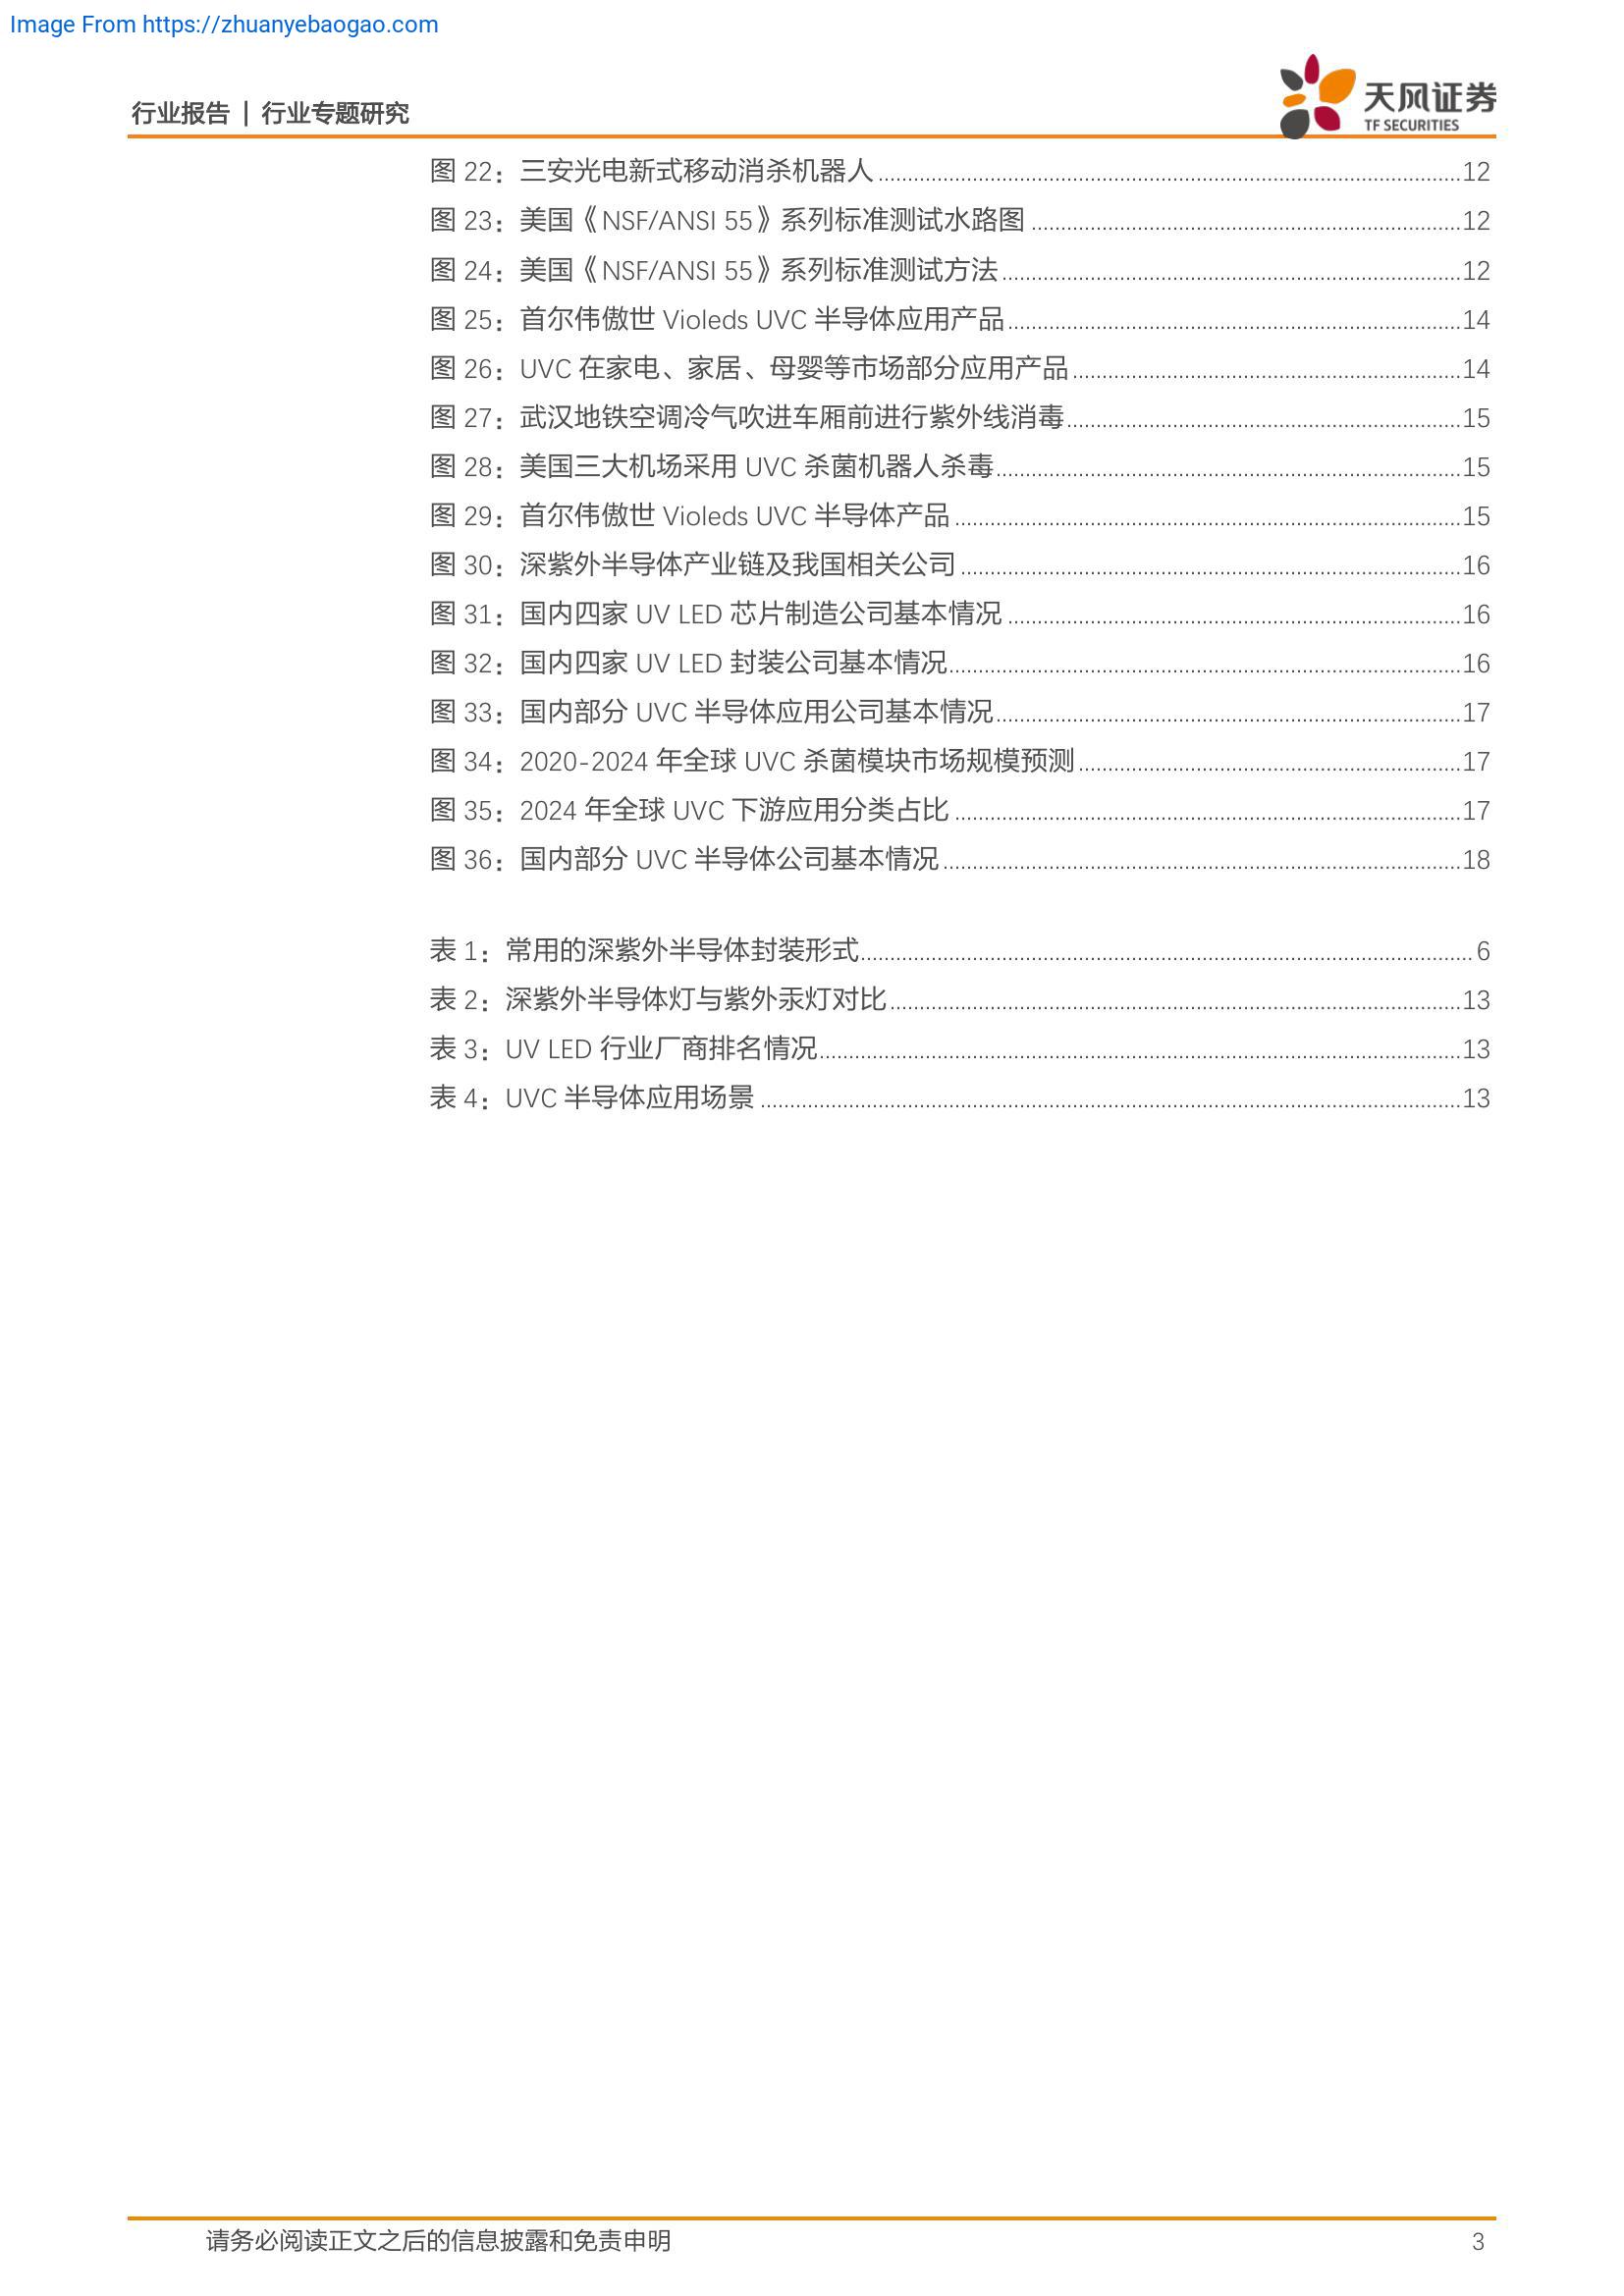 Image From https://zhuanyebaogao.com
行业报告 | 行业专题研究
天风证券
TF SECURITIES
图 22：三安光电新式移动消杀机器人 12
图 23：美国《NSF/ANSI 55》系列标准测试水路图 12
图 24：美国《NSF/ANSI 55》系列标准测试方法 12
图 25：首尔伟傲世 Violeds UVC 半导体应用产品 14
图 26：UVC 在家电、家居、母婴等市场部分应用产品 14
图 27：武汉地铁空调冷气吹进车厢前进行紫外线消毒 15
图 28：美国三大机场采用 UVC 杀菌机器人杀毒 15
图 29：首尔伟傲世 Violeds UVC 半导体产品 15
图 30：深紫外半导体产业链及我国相关公司 16
图 31：国内四家 UV LED 芯片制造公司基本情况 16
图 32：国内四家 UV LED 封装公司基本情况 16
图 33：国内部分 UVC 半导体应用公司基本情况 17
图 34：2020-2024 年全球 UVC 杀菌模块市场规模预测 17
图 35：2024 年全球 UVC 下游应用分类占比 17
图 36：国内部分 UVC 半导体公司基本情况 18
表 1：常用的深紫外半导体封装形式 6
表 2：深紫外半导体灯与紫外汞灯对比 13
表 3：UV LED 行业厂商排名情况 13
表 4：UVC 半导体应用场景 13
请务必阅读正文之后的信息披露和免责申明 3